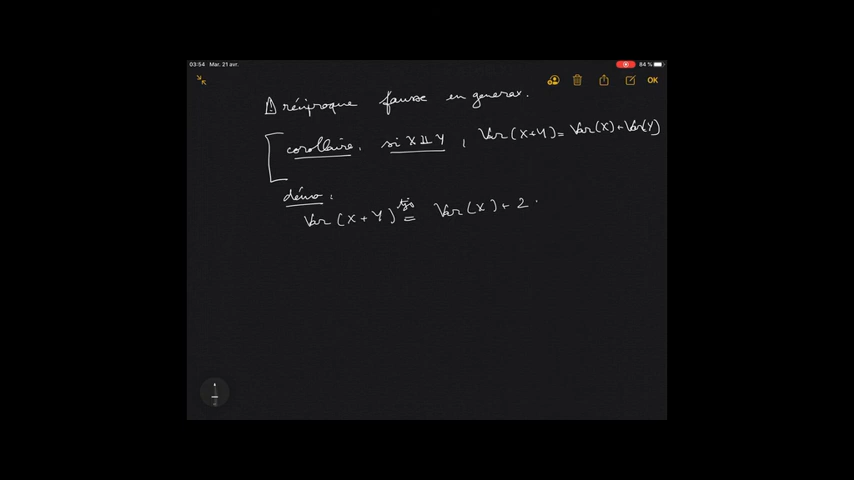 03:54 Mar. 21 avr. 84 %
OK
⚠ réciproque fausse en general.
corollaire. si X⊥⊥Y, Var(X+Y) = Var(X) + Var(Y)
démo :
Var(X+Y) tjs = Var(X) + 2.